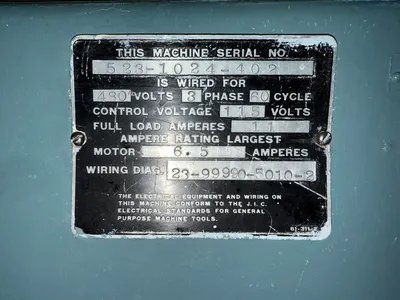 THIS MACHINE SERIAL NO.
523-1024-402
IS WIRED FOR
480 VOLTS 3 PHASE 60 CYCLE
CONTROL VOLTAGE 115 VOLTS
FULL LOAD AMPERES
AMPERE RATING LARGEST
MOTOR 6.5 AMPERES
WIRING DIAG. 23-99990-5010-2
THE ELECTRICAL EQUIPMENT AND WIRING ON
THIS MACHINE CONFORM TO THE J.I.C.
ELECTRICAL STANDARDS FOR GENERAL
PURPOSE MACHINE TOOLS.